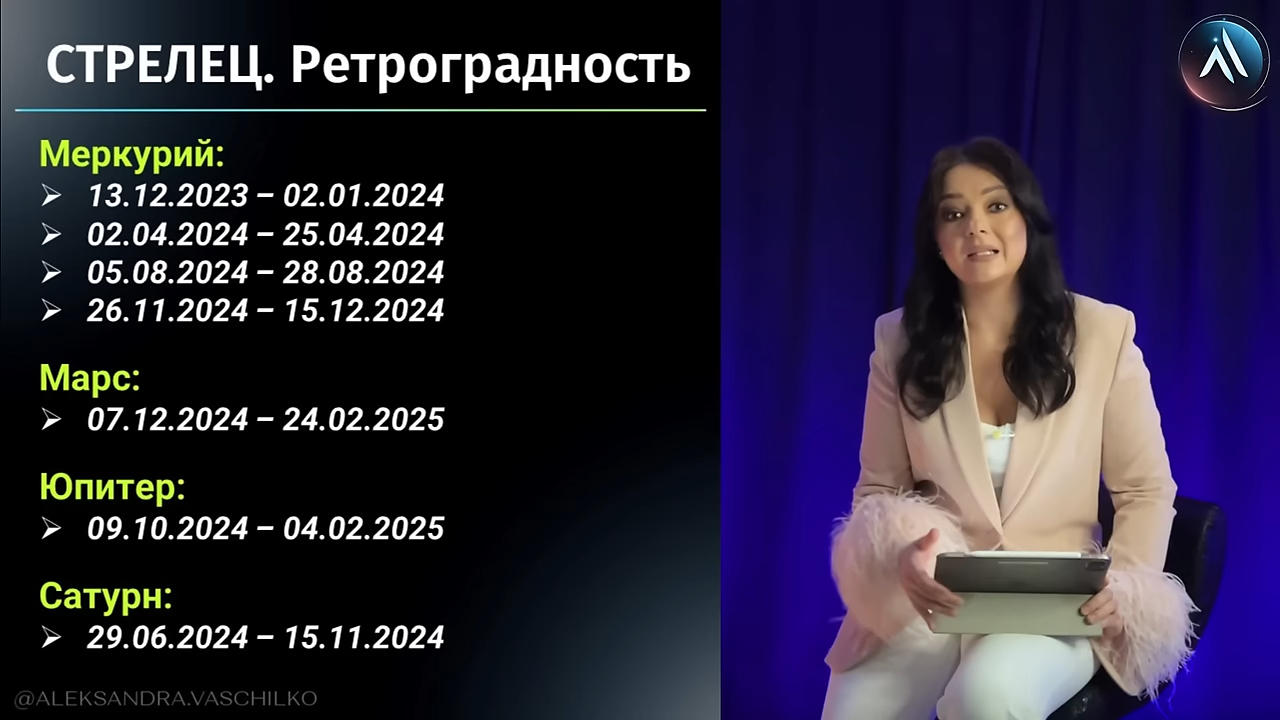 СТРЕЛЕЦ. Ретроградность
Меркурий:
➢ 13.12.2023 – 02.01.2024
➢ 02.04.2024 – 25.04.2024
➢ 05.08.2024 – 28.08.2024
➢ 26.11.2024 – 15.12.2024
Марс:
➢ 07.12.2024 – 24.02.2025
Юпитер:
➢ 09.10.2024 – 04.02.2025
Сатурн:
➢ 29.06.2024 – 15.11.2024
@ALEKSANDRA.VASCHILKO